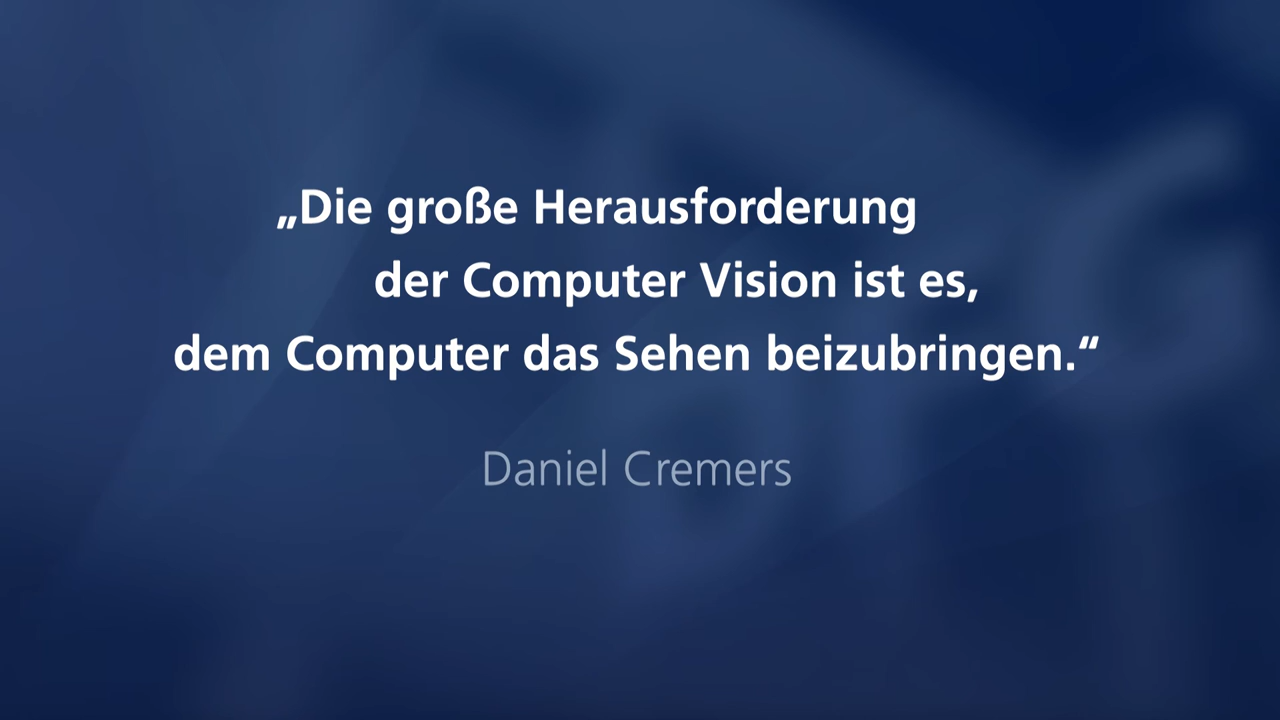 „Die große Herausforderung
der Computer Vision ist es,
dem Computer das Sehen beizubringen.“
Daniel Cremers